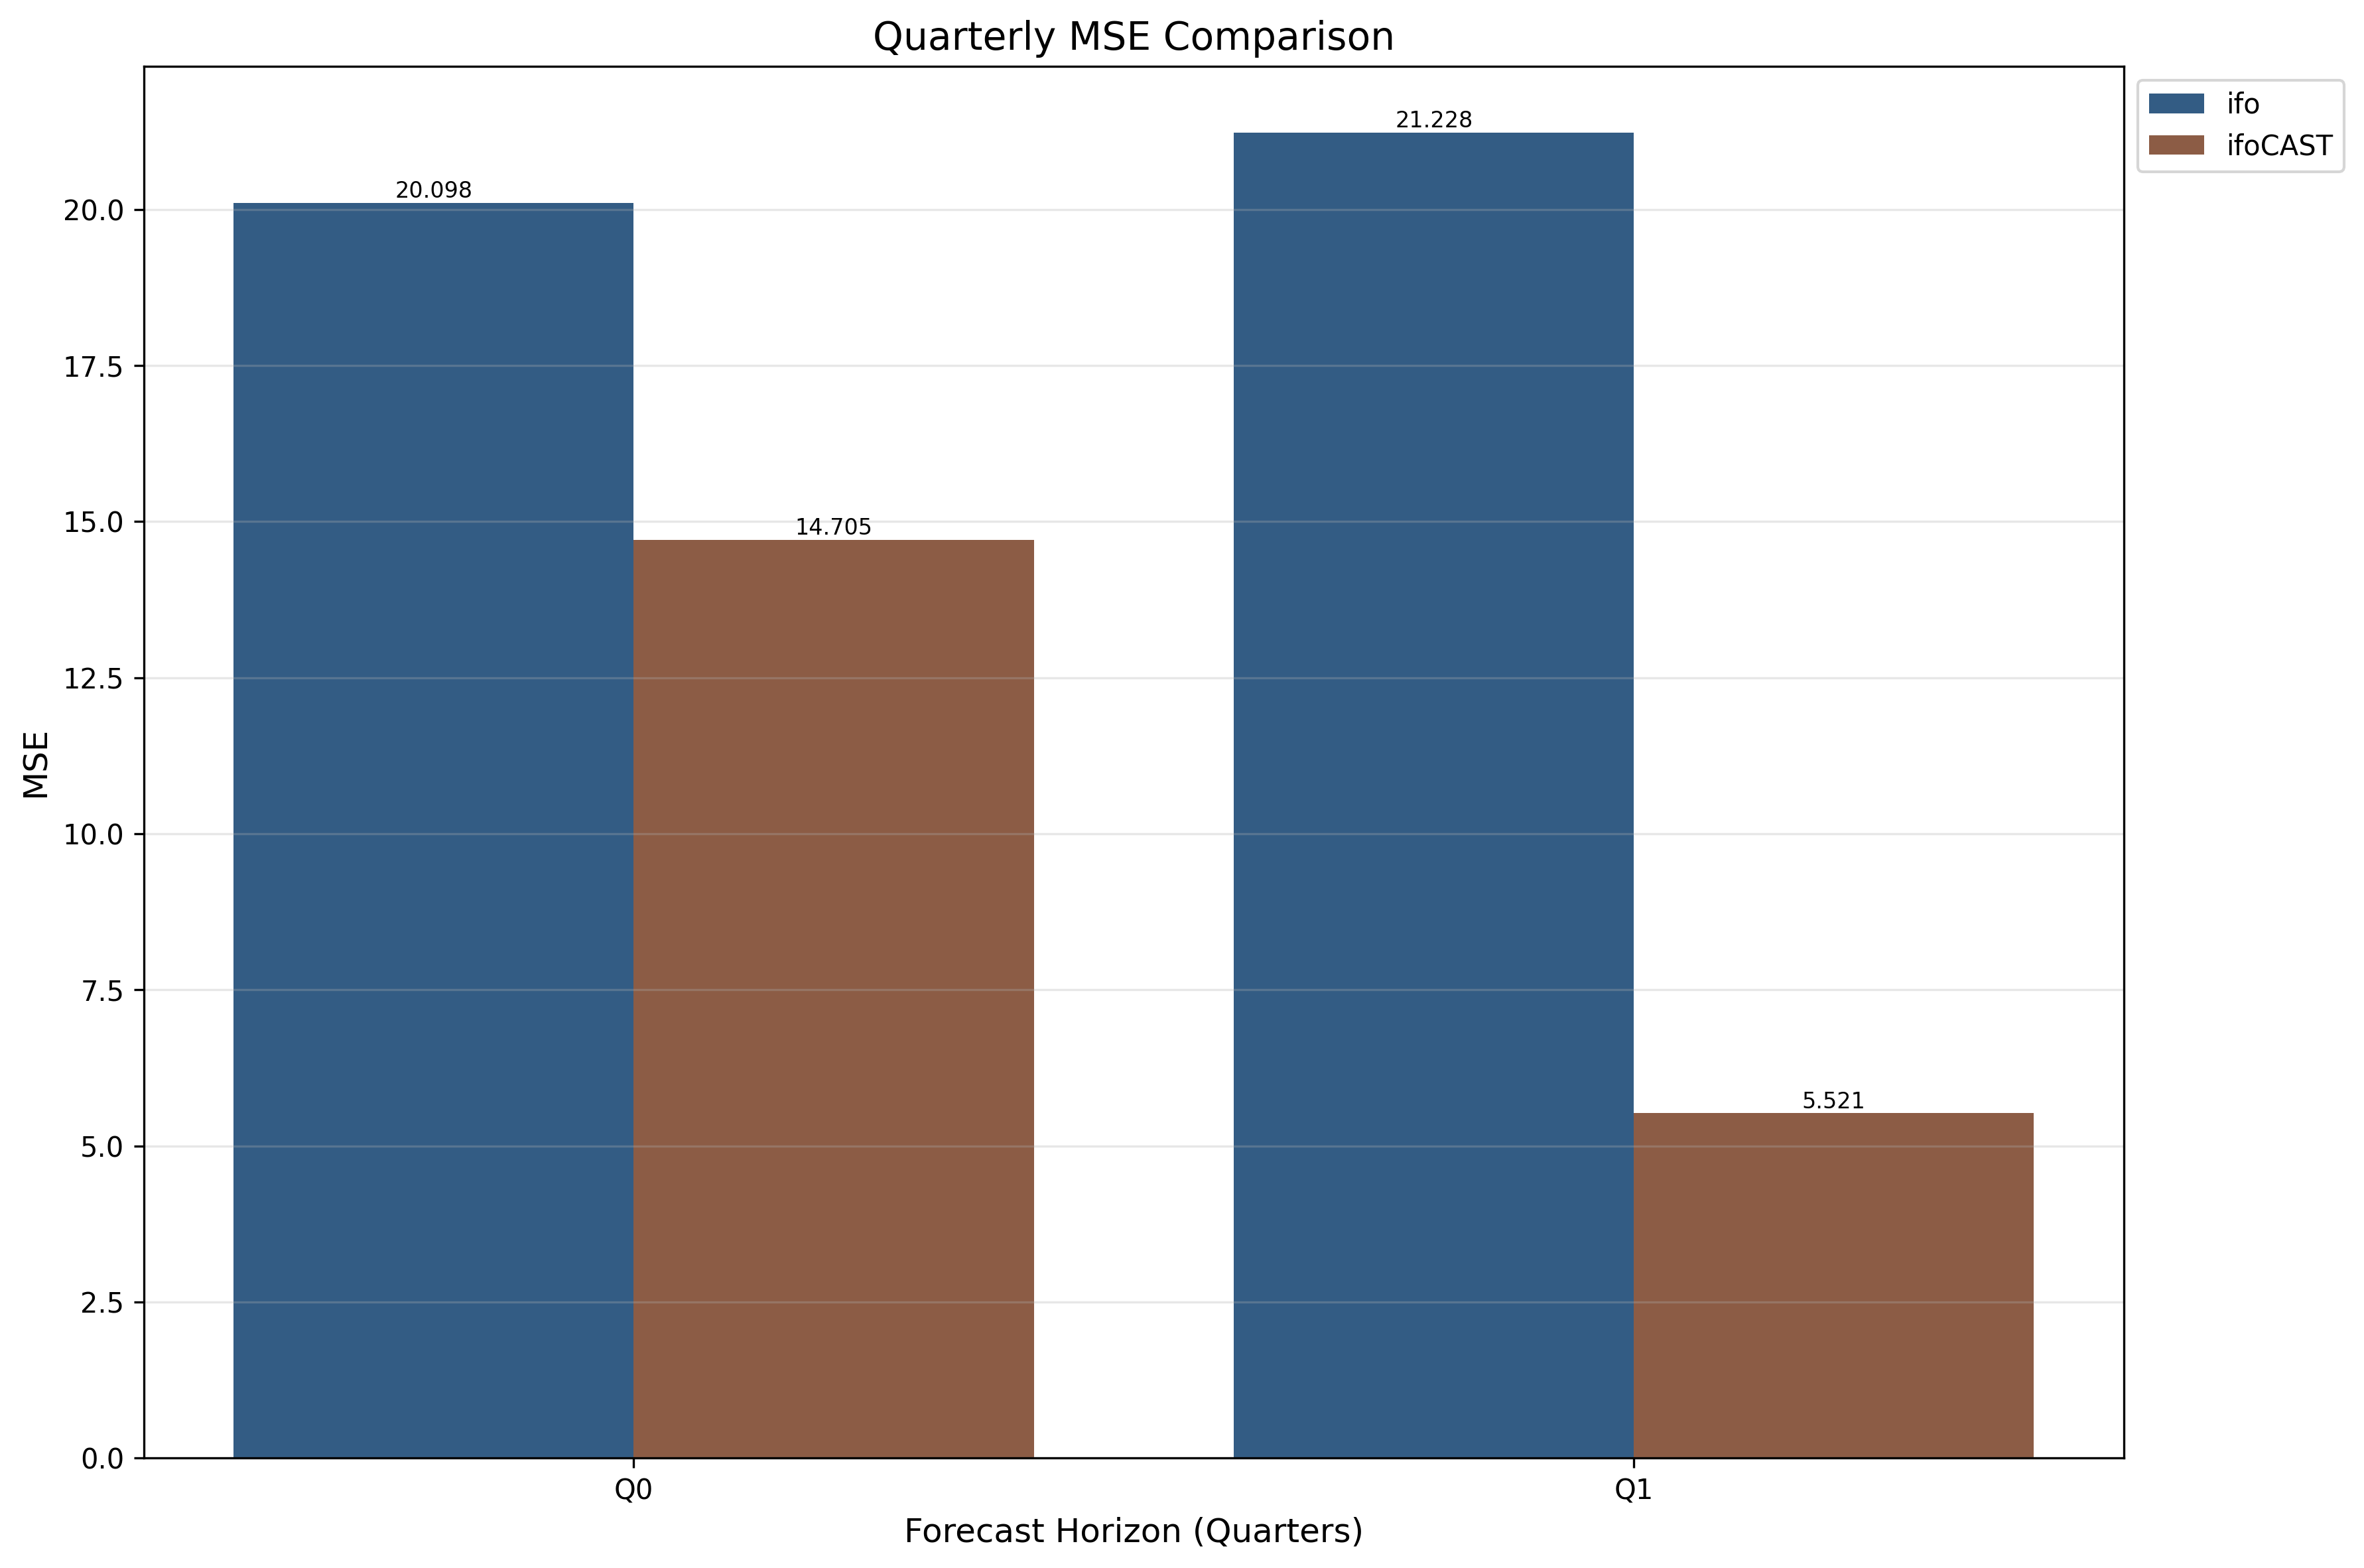 Quarterly MSE Comparison
ifo
ifoCAST
21.228
20.098
20.0
17.5
15.0
14.705
12.5
MSE
10.0
7.5
5.521
5.0
2.5
0.0
Q0
Q1
Forecast Horizon (Quarters)